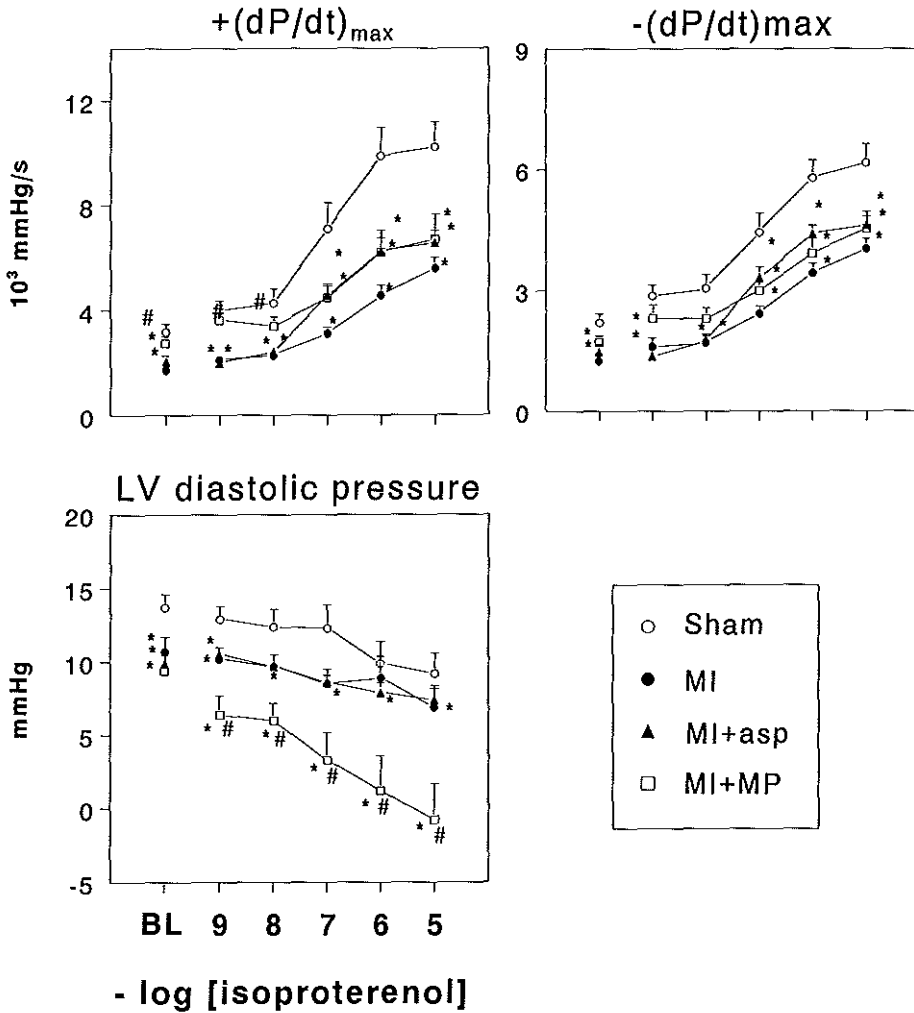 +(dP/dt)max
-(dP/dt)max
10³ mmHg/s
12
8
4
0
9
6
3
0
# * *
# # * * * * * * * * * *
* * * * * * * * * * * * * * *
LV diastolic pressure
mmHg
20
15
10
5
0
-5
* * *
* * * * * *
* # * # * # * # * #
BL 9 8 7 6 5
- log [isoproterenol]
Sham
MI
MI+asp
MI+MP